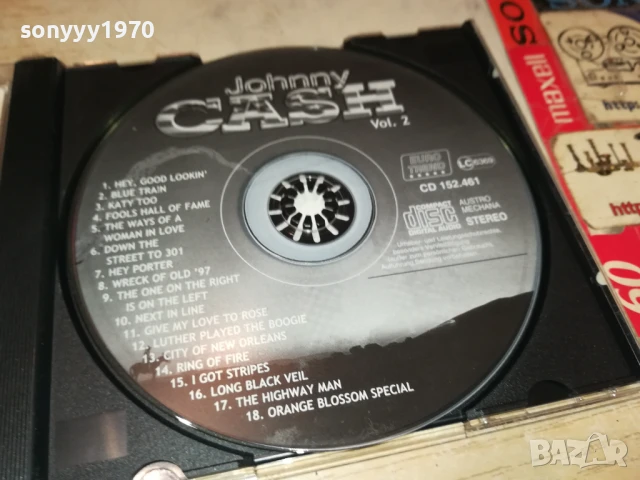 sonyyy1970
Johnny
CASH
Vol. 2
1. HEY, GOOD LOOKIN'
2. BLUE TRAIN
3. KATY TOO
4. FOOLS HALL OF FAME
5. THE WAYS OF A
WOMAN IN LOVE
6. DOWN THE
STREET TO 301
7. HEY PORTER
8. WRECK OF OLD '97
9. THE ONE ON THE RIGHT
IS ON THE LEFT
10. NEXT IN LINE
11. GIVE MY LOVE TO ROSE
12. LUTHER PLAYED THE BOOGIE
13. CITY OF NEW ORLEANS
14. RING OF FIRE
15. I GOT STRIPES
16. LONG BLACK VEIL
17. THE HIGHWAY MAN
18. ORANGE BLOSSOM SPECIAL
EURO
TREND
LC
CD 152.461
COMPACT
disc
DIGITAL AUDIO
AUSTRO
MECHANA
STEREO
maxell
SO
http
http
60
BAZAR
bg